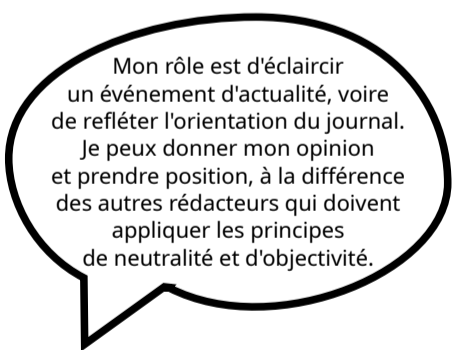 Mon rôle est d'éclaircir
un événement d'actualité, voire
de refléter l'orientation du journal.
Je peux donner mon opinion
et prendre position, à la différence
des autres rédacteurs qui doivent
appliquer les principes
de neutralité et d'objectivité.